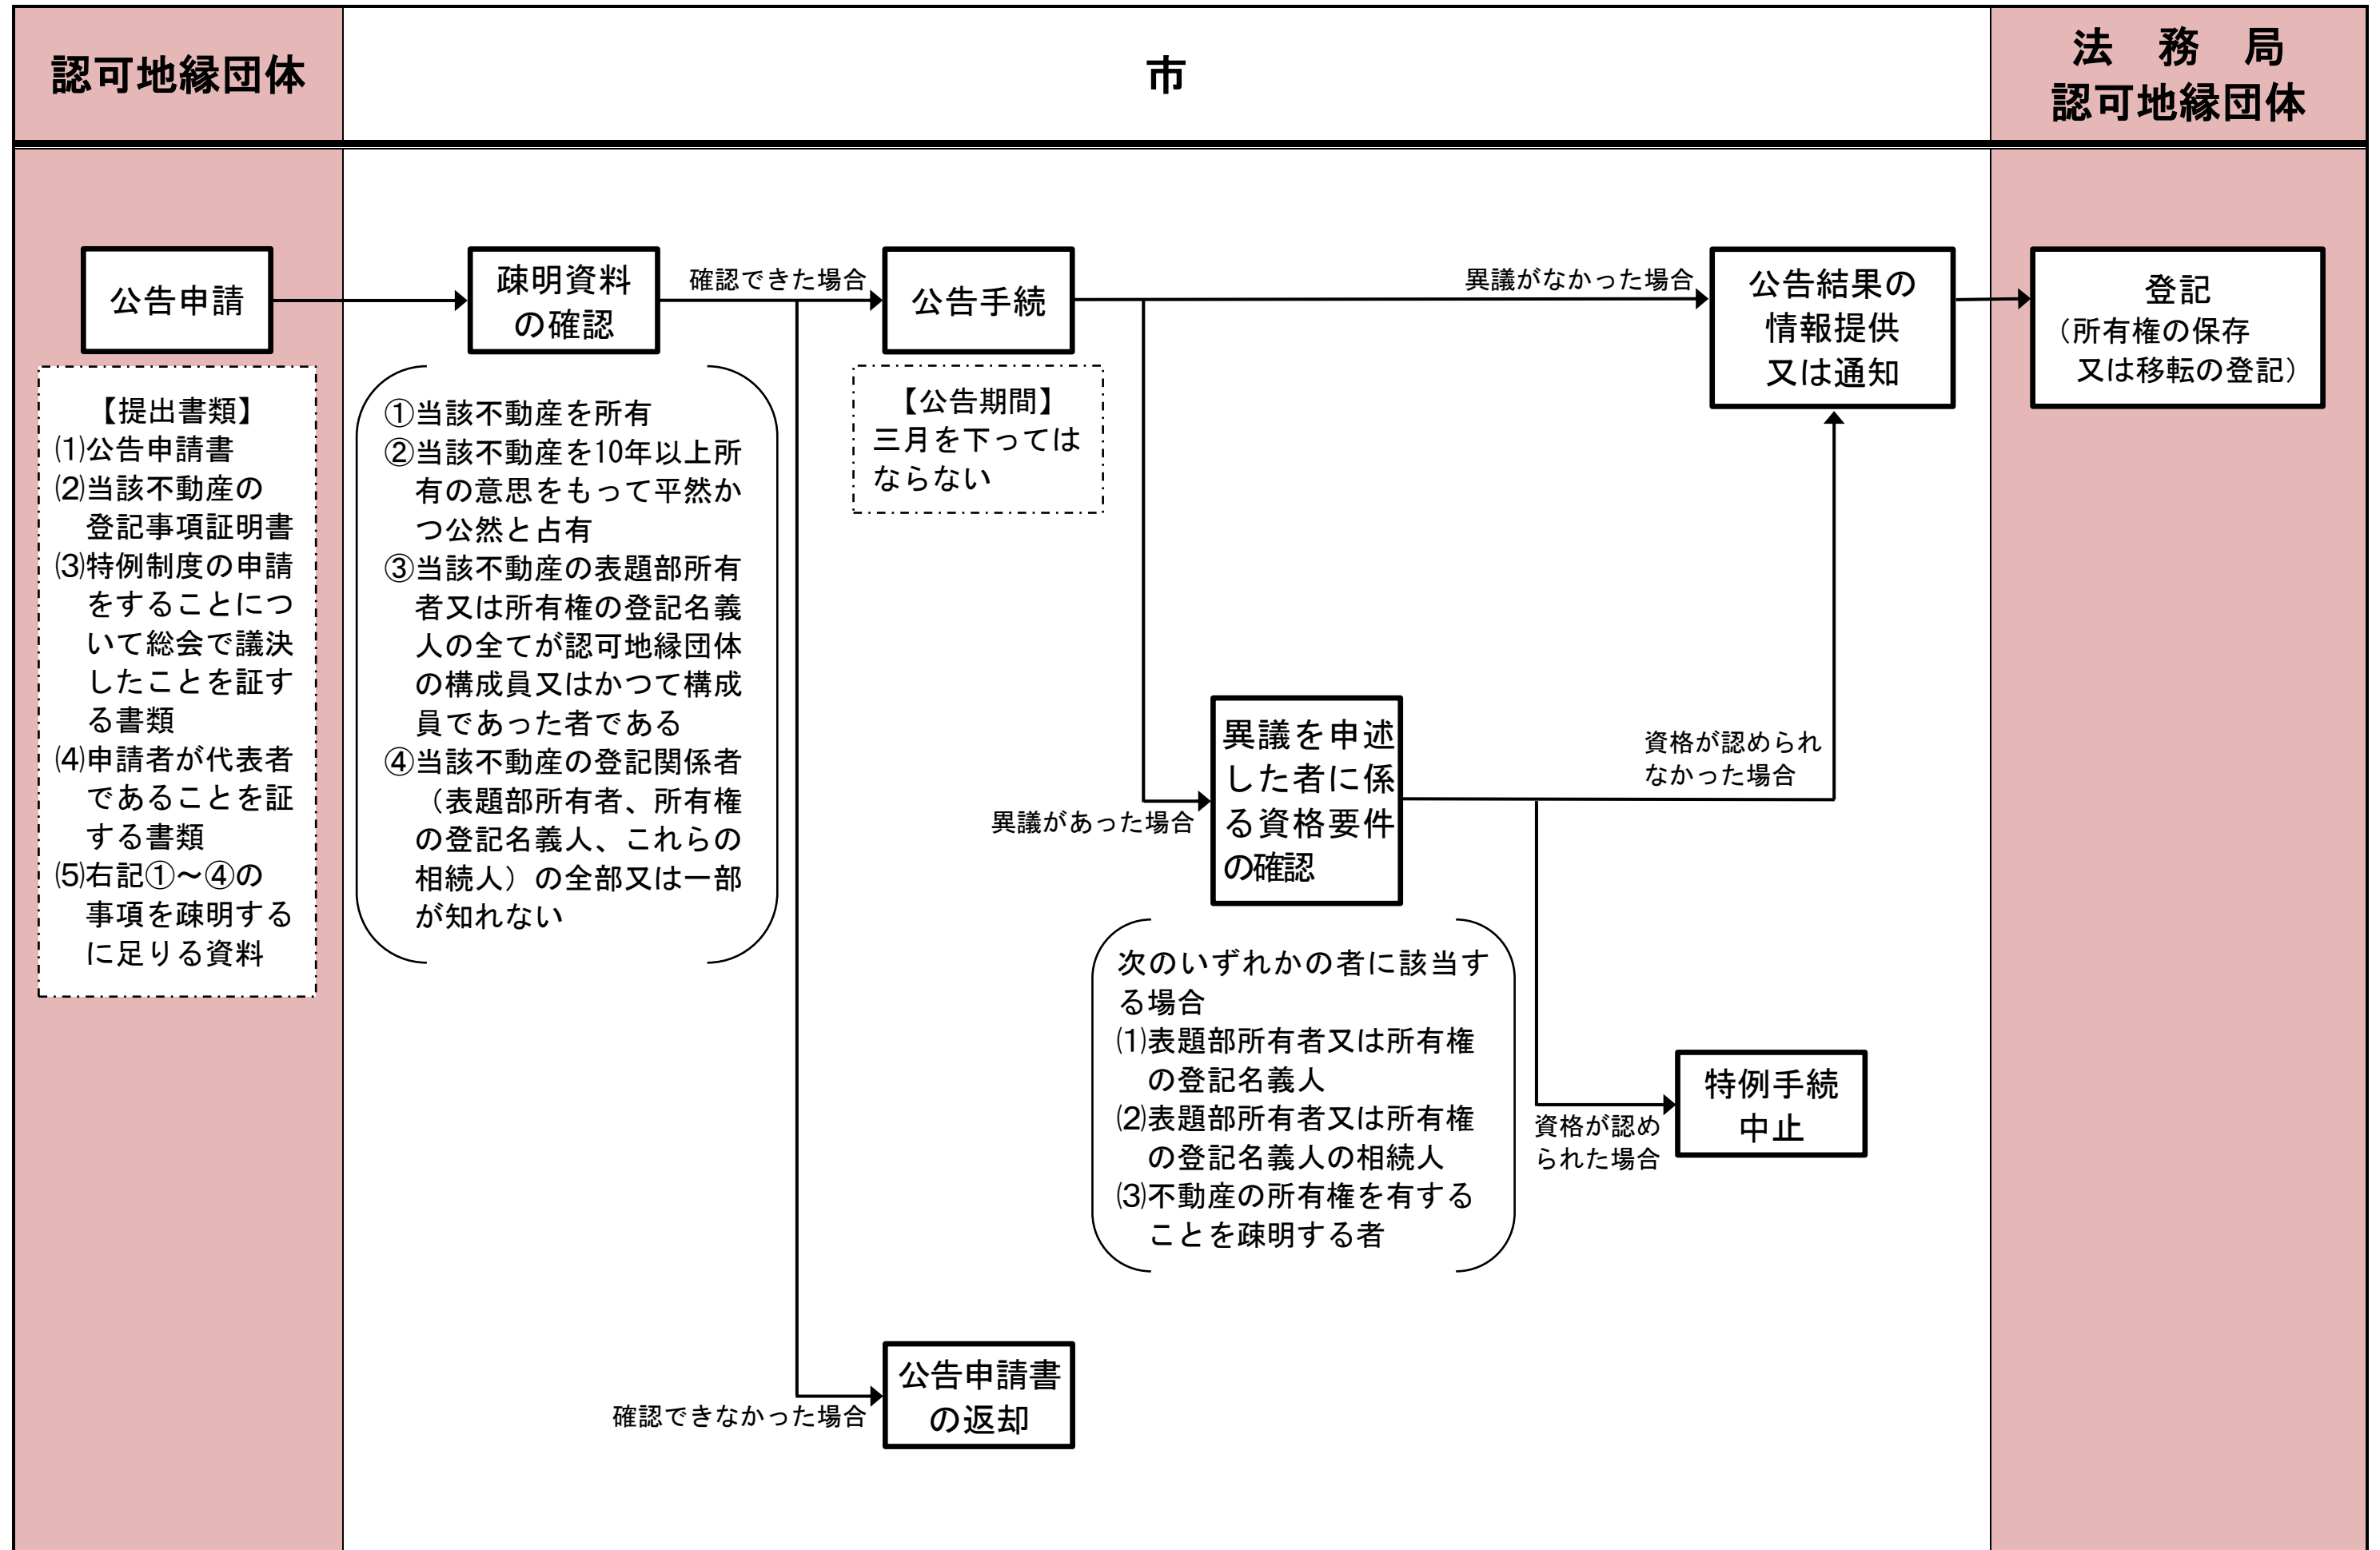 認可地縁団体
市
法　務　局
認可地縁団体
公告申請
【提出書類】
⑴公告申請書
⑵当該不動産の
登記事項証明書
⑶特例制度の申請
をすることにつ
いて総会で議決
したことを証す
る書類
⑷申請者が代表者
であることを証
する書類
⑸右記①～④の
事項を疎明する
に足りる資料
疎明資料
の確認
①当該不動産を所有
②当該不動産を10年以上所
有の意思をもって平然か
つ公然と占有
③当該不動産の表題部所有
者又は所有権の登記名義
人の全てが認可地縁団体
の構成員又はかつて構成
員であった者である
④当該不動産の登記関係者
（表題部所有者、所有権
の登記名義人、これらの
相続人）の全部又は一部
が知れない
確認できた場合
公告手続
【公告期間】
三月を下っては
ならない
確認できなかった場合
公告申請書
の返却
異議がなかった場合
異議があった場合
異議を申述
した者に係
る資格要件
の確認
次のいずれかの者に該当す
る場合
⑴表題部所有者又は所有権
の登記名義人
⑵表題部所有者又は所有権
の登記名義人の相続人
⑶不動産の所有権を有する
ことを疎明する者
資格が認められ
なかった場合
資格が認め
られた場合
特例手続
中止
公告結果の
情報提供
又は通知
登記
（所有権の保存
又は移転の登記）